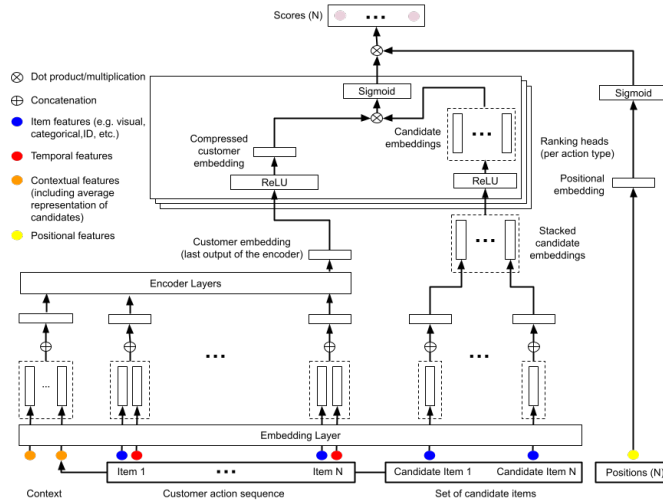 Scores (N)
Dot product/multiplication
Concatenation
Item features (e.g. visual,
categorical,ID, etc.)
Temporal features
Contextual features
(including average
representation of
candidates)
Positional features
Sigmoid
Compressed
customer
embedding
Candidate
embeddings
ReLU
ReLU
Ranking heads
(per action type)
Sigmoid
Positional
embedding
Customer embedding
(last output of the encoder)
Stacked
candidate
embeddings
Encoder Layers
...
...
...
...
...
...
Embedding Layer
Item 1
...
Item N
Candidate Item 1
Candidate Item N
Positions (N)
Context
Customer action sequence
Set of candidate items